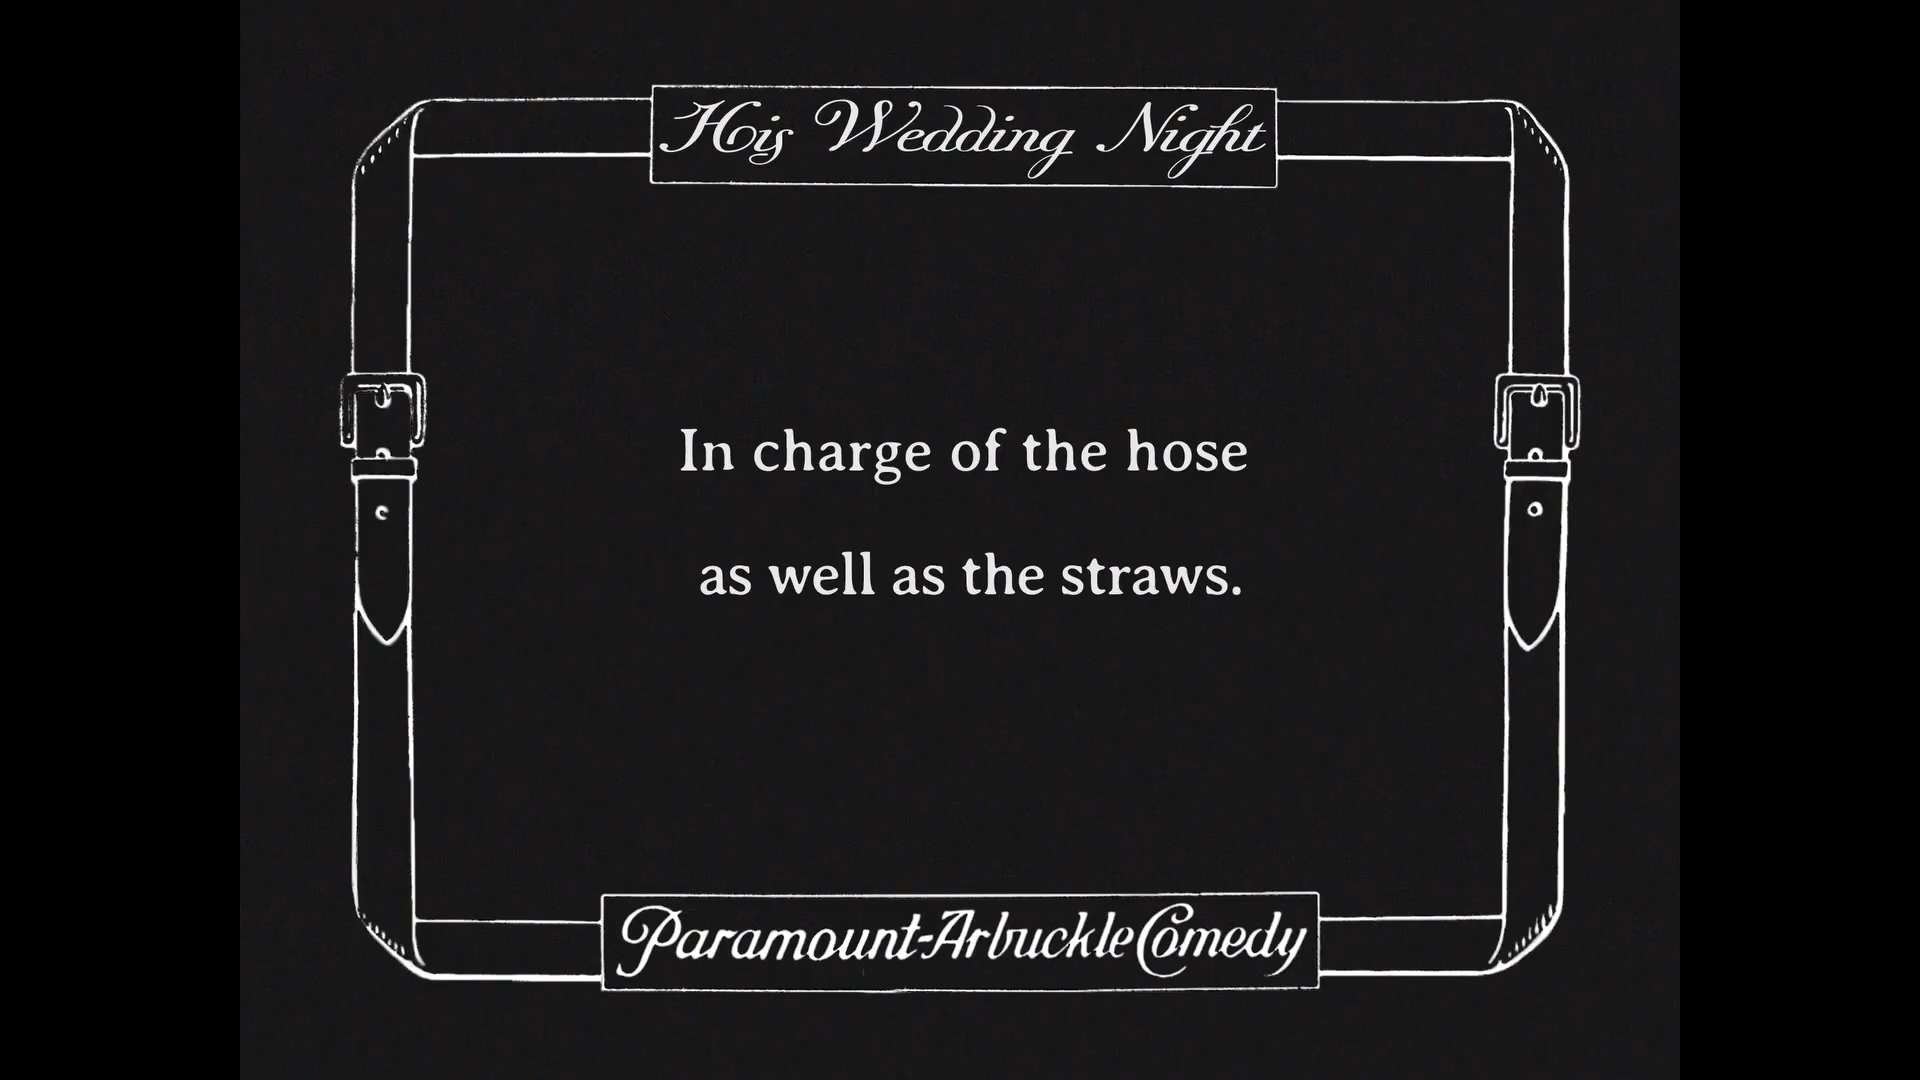 His Wedding Night
In charge of the hose
as well as the straws.
Paramount-Arbuckle Comedy